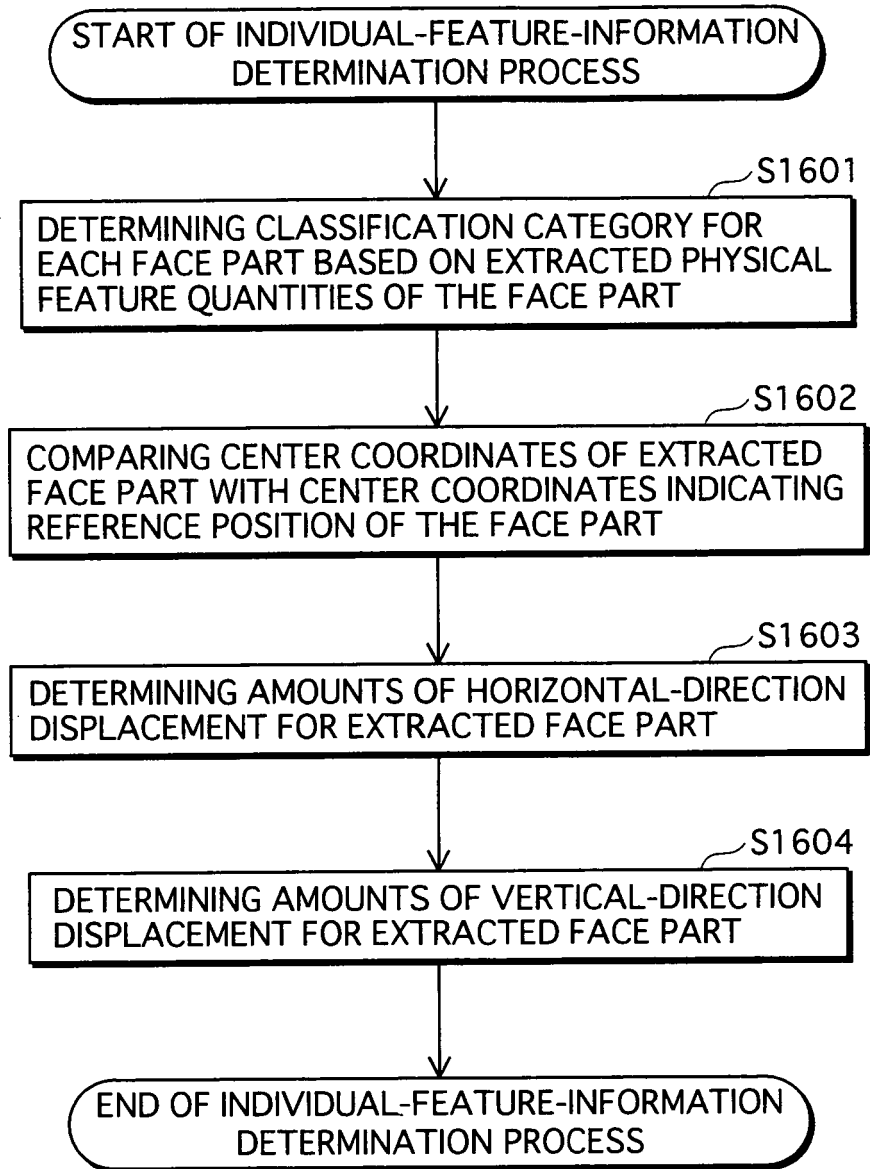 START OF INDIVIDUAL-FEATURE-INFORMATION
DETERMINATION PROCESS
S1601
DETERMINING CLASSIFICATION CATEGORY FOR
EACH FACE PART BASED ON EXTRACTED PHYSICAL
FEATURE QUANTITIES OF THE FACE PART
S1602
COMPARING CENTER COORDINATES OF EXTRACTED
FACE PART WITH CENTER COORDINATES INDICATING
REFERENCE POSITION OF THE FACE PART
S1603
DETERMINING AMOUNTS OF HORIZONTAL-DIRECTION
DISPLACEMENT FOR EXTRACTED FACE PART
S1604
DETERMINING AMOUNTS OF VERTICAL-DIRECTION
DISPLACEMENT FOR EXTRACTED FACE PART
END OF INDIVIDUAL-FEATURE-INFORMATION
DETERMINATION PROCESS